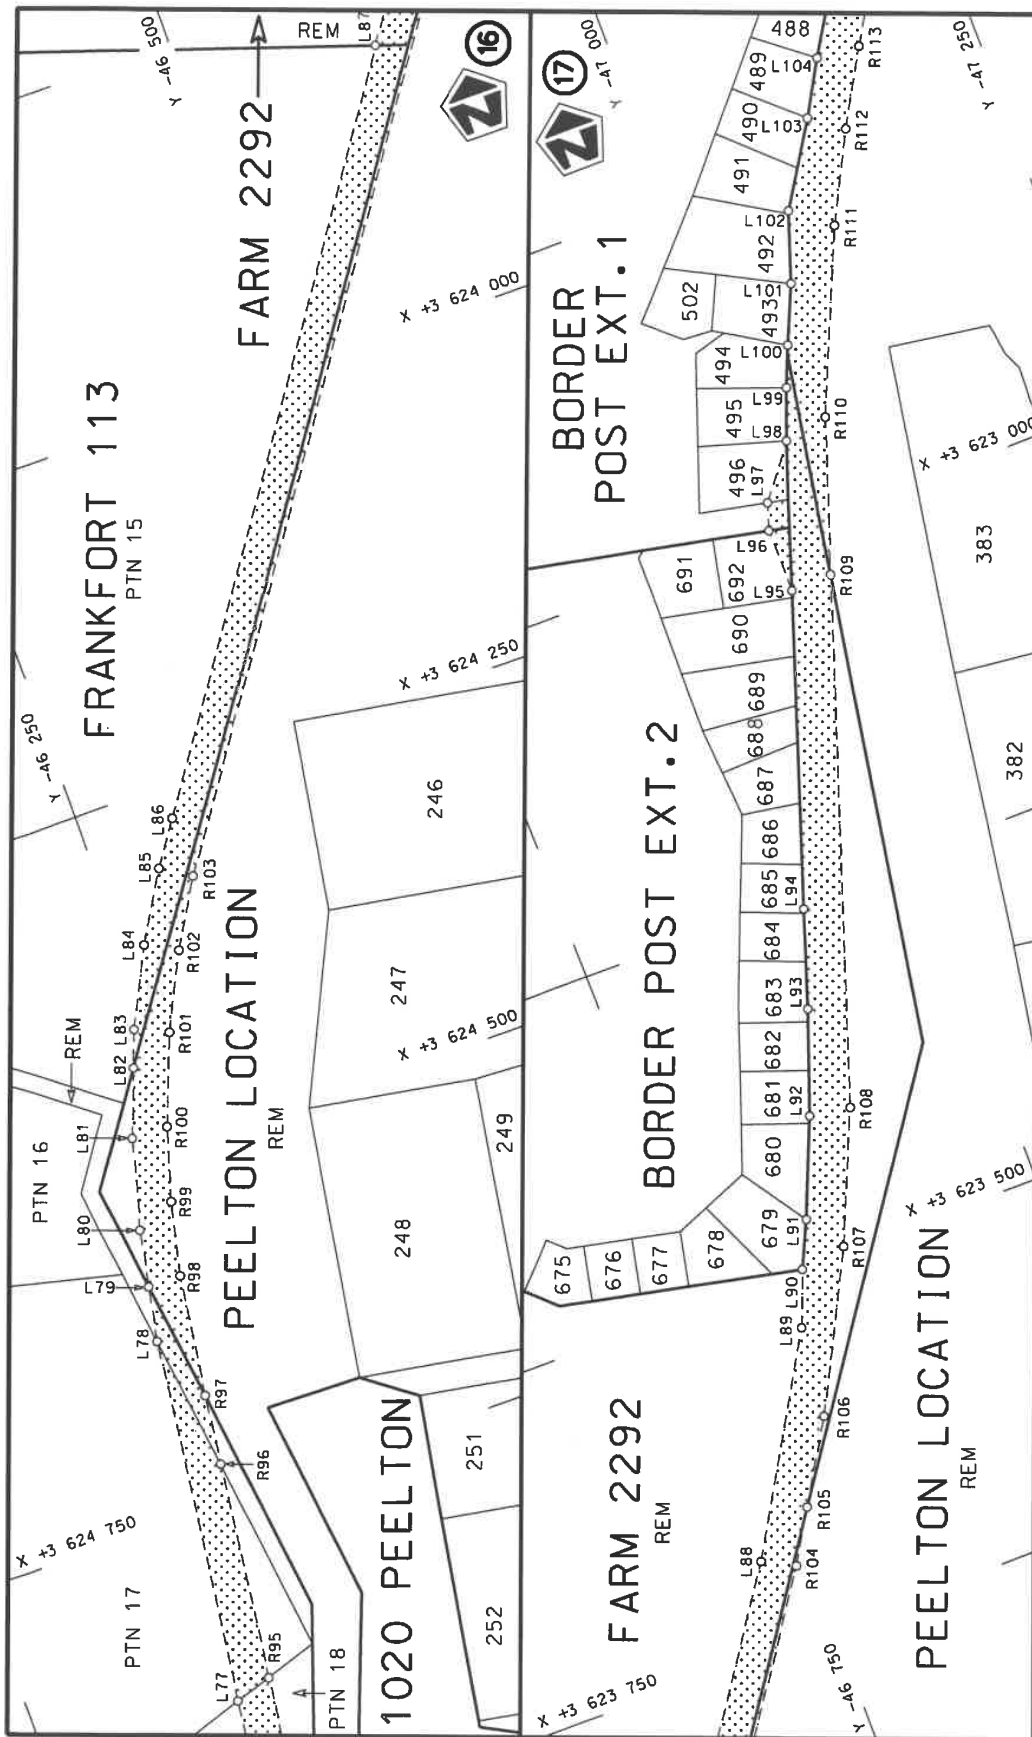 16
REM
L87
Y -46 500
FARM 2292
FRANKFORT 113
PTN 15
X +3 624 000
X +3 624 250
Y -46 250
L86
L85
L84
L83
L82
L81
L80
L79
L78
L77
REM
PTN 16
R103
R102
R101
R100
R99
R98
R97
R96
R95
PEELTON LOCATION
REM
246
247
248
249
X +3 624 500
X +3 624 750
PTN 17
PTN 18
1020 PEELTON
251
252
17
Y -47 000
488
489
490
491
492
493
502
494
495
496
L104
L103
L102
L101
L100
L99
L98
L97
L96
L95
R113
R112
R111
R110
R109
Y -47 250
BORDER
POST EXT.1
X +3 623 000
383
382
691
692
690
689
688
687
686
685
684
683
682
681
680
679
678
677
676
675
L94
L93
L92
L91
L90
L89
L88
BORDER POST EXT.2
R108
R107
R106
R105
R104
X +3 623 500
FARM 2292
REM
PEELTON LOCATION
REM
X +3 623 750
Y -46 750